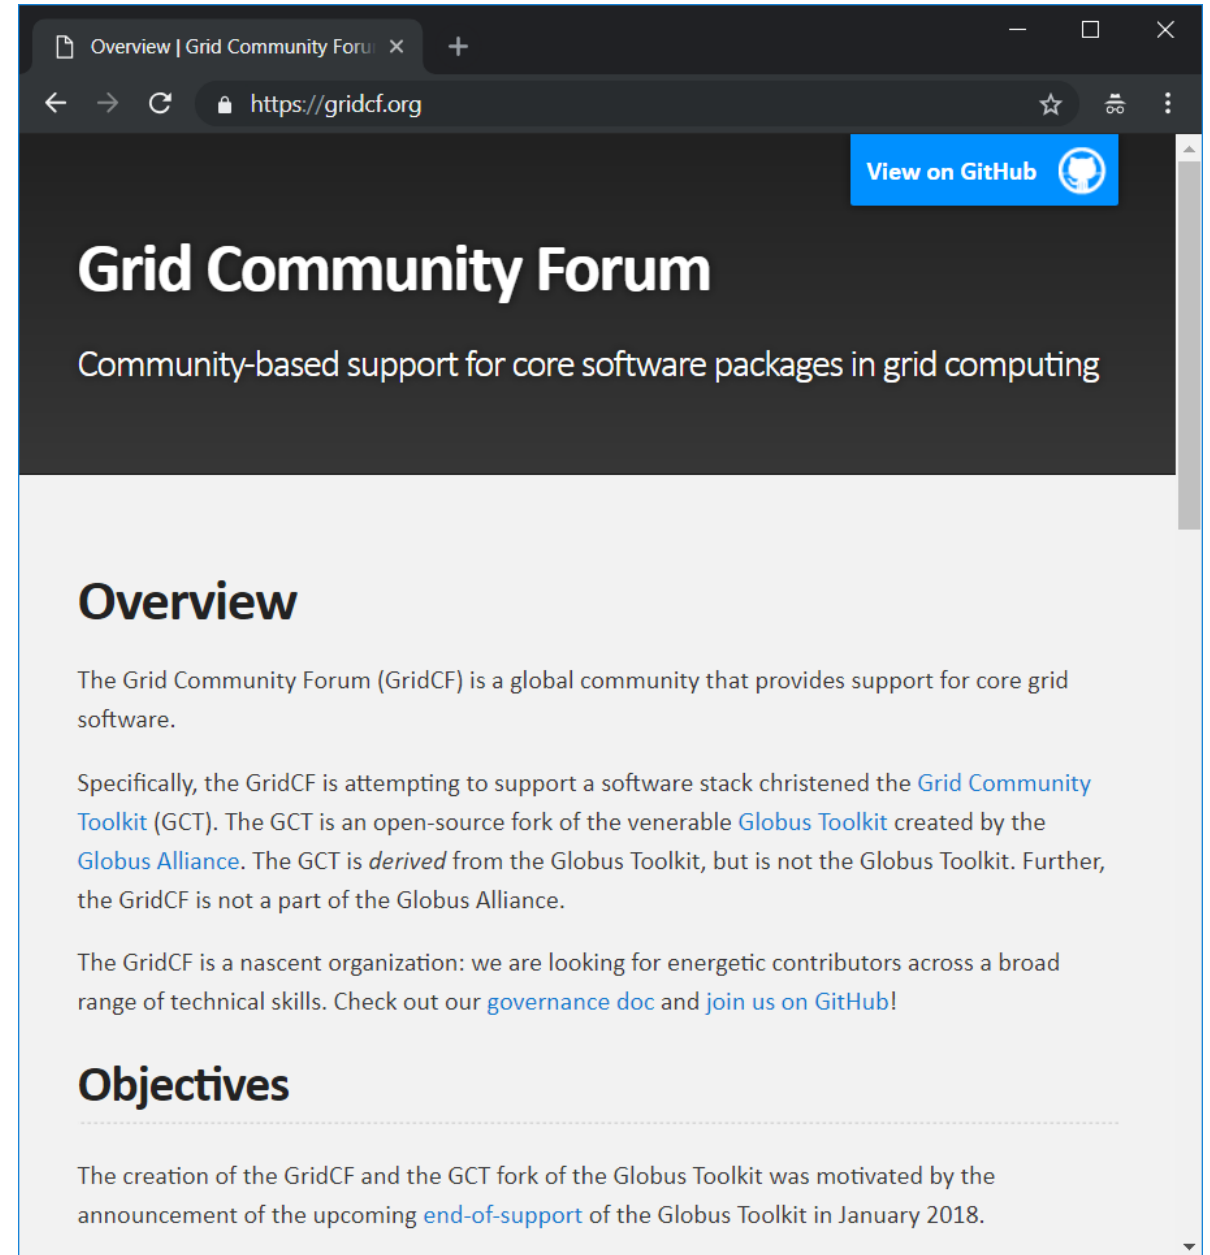 Overview | Grid Community Foru
https://gridcf.org
View on GitHub
Grid Community Forum
Community-based support for core software packages in grid computing
Overview
The Grid Community Forum (GridCF) is a global community that provides support for core grid
software.
Specifically, the GridCF is attempting to support a software stack christened the Grid Community
Toolkit (GCT). The GCT is an open-source fork of the venerable Globus Toolkit created by the
Globus Alliance. The GCT is derived from the Globus Toolkit, but is not the Globus Toolkit. Further,
the GridCF is not a part of the Globus Alliance.
The GridCF is a nascent organization: we are looking for energetic contributors across a broad
range of technical skills. Check out our governance doc and join us on GitHub!
Objectives
The creation of the GridCF and the GCT fork of the Globus Toolkit was motivated by the
announcement of the upcoming end-of-support of the Globus Toolkit in January 2018.